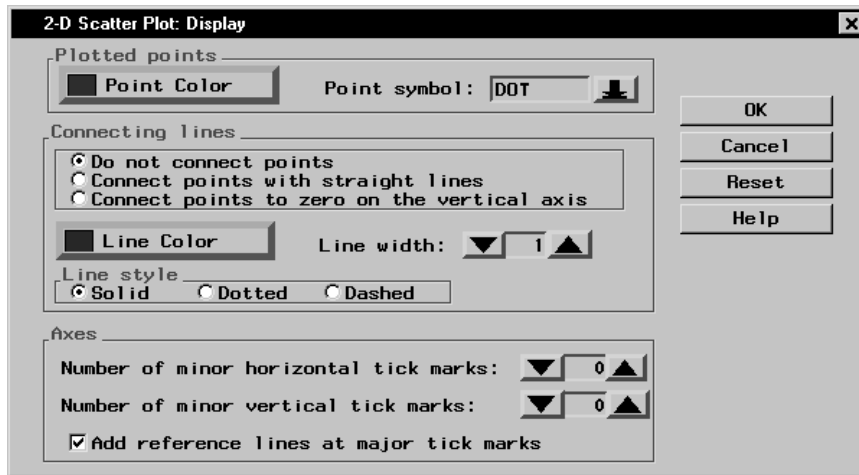 2-D Scatter Plot: Display
Plotted points
Point Color
Point symbol: DOT
Connecting lines
Do not connect points
Connect points with straight lines
Connect points to zero on the vertical axis
Line Color
Line width: 1
Line style
Solid Dotted Dashed
Axes
Number of minor horizontal tick marks: 0
Number of minor vertical tick marks: 0
Add reference lines at major tick marks
OK
Cancel
Reset
Help